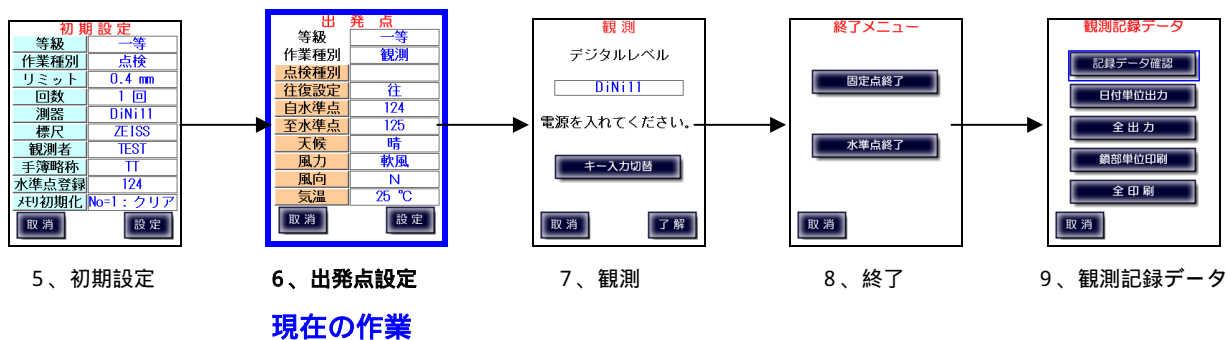 初期設定
等級 一等
作業種別 点検
リミット 0.4 mm
回数 1 回
測器 DiNi11
標尺 ZEISS
観測者 TEST
手簿略称 TT
水準点登録 124
ﾒﾓﾘ初期化 No=1：クリア
取消 設定
出発点
等級 一等
作業種別 観測
点検種別
往復設定 往
自水準点 124
至水準点 125
天候 晴
風力 軟風
風向 N
気温 25 ℃
取消 設定
観測
デジタルレベル
DiNi11
電源を入れてください。
キー入力切替
取消 了解
終了メニュー
固定点終了
水準点終了
取消
観測記録データ
記録データ確認
日付単位出力
全出力
鎖部単位印刷
全印刷
取消
5、初期設定
6、出発点設定
7、観測
8、終了
9、観測記録データ
現在の作業